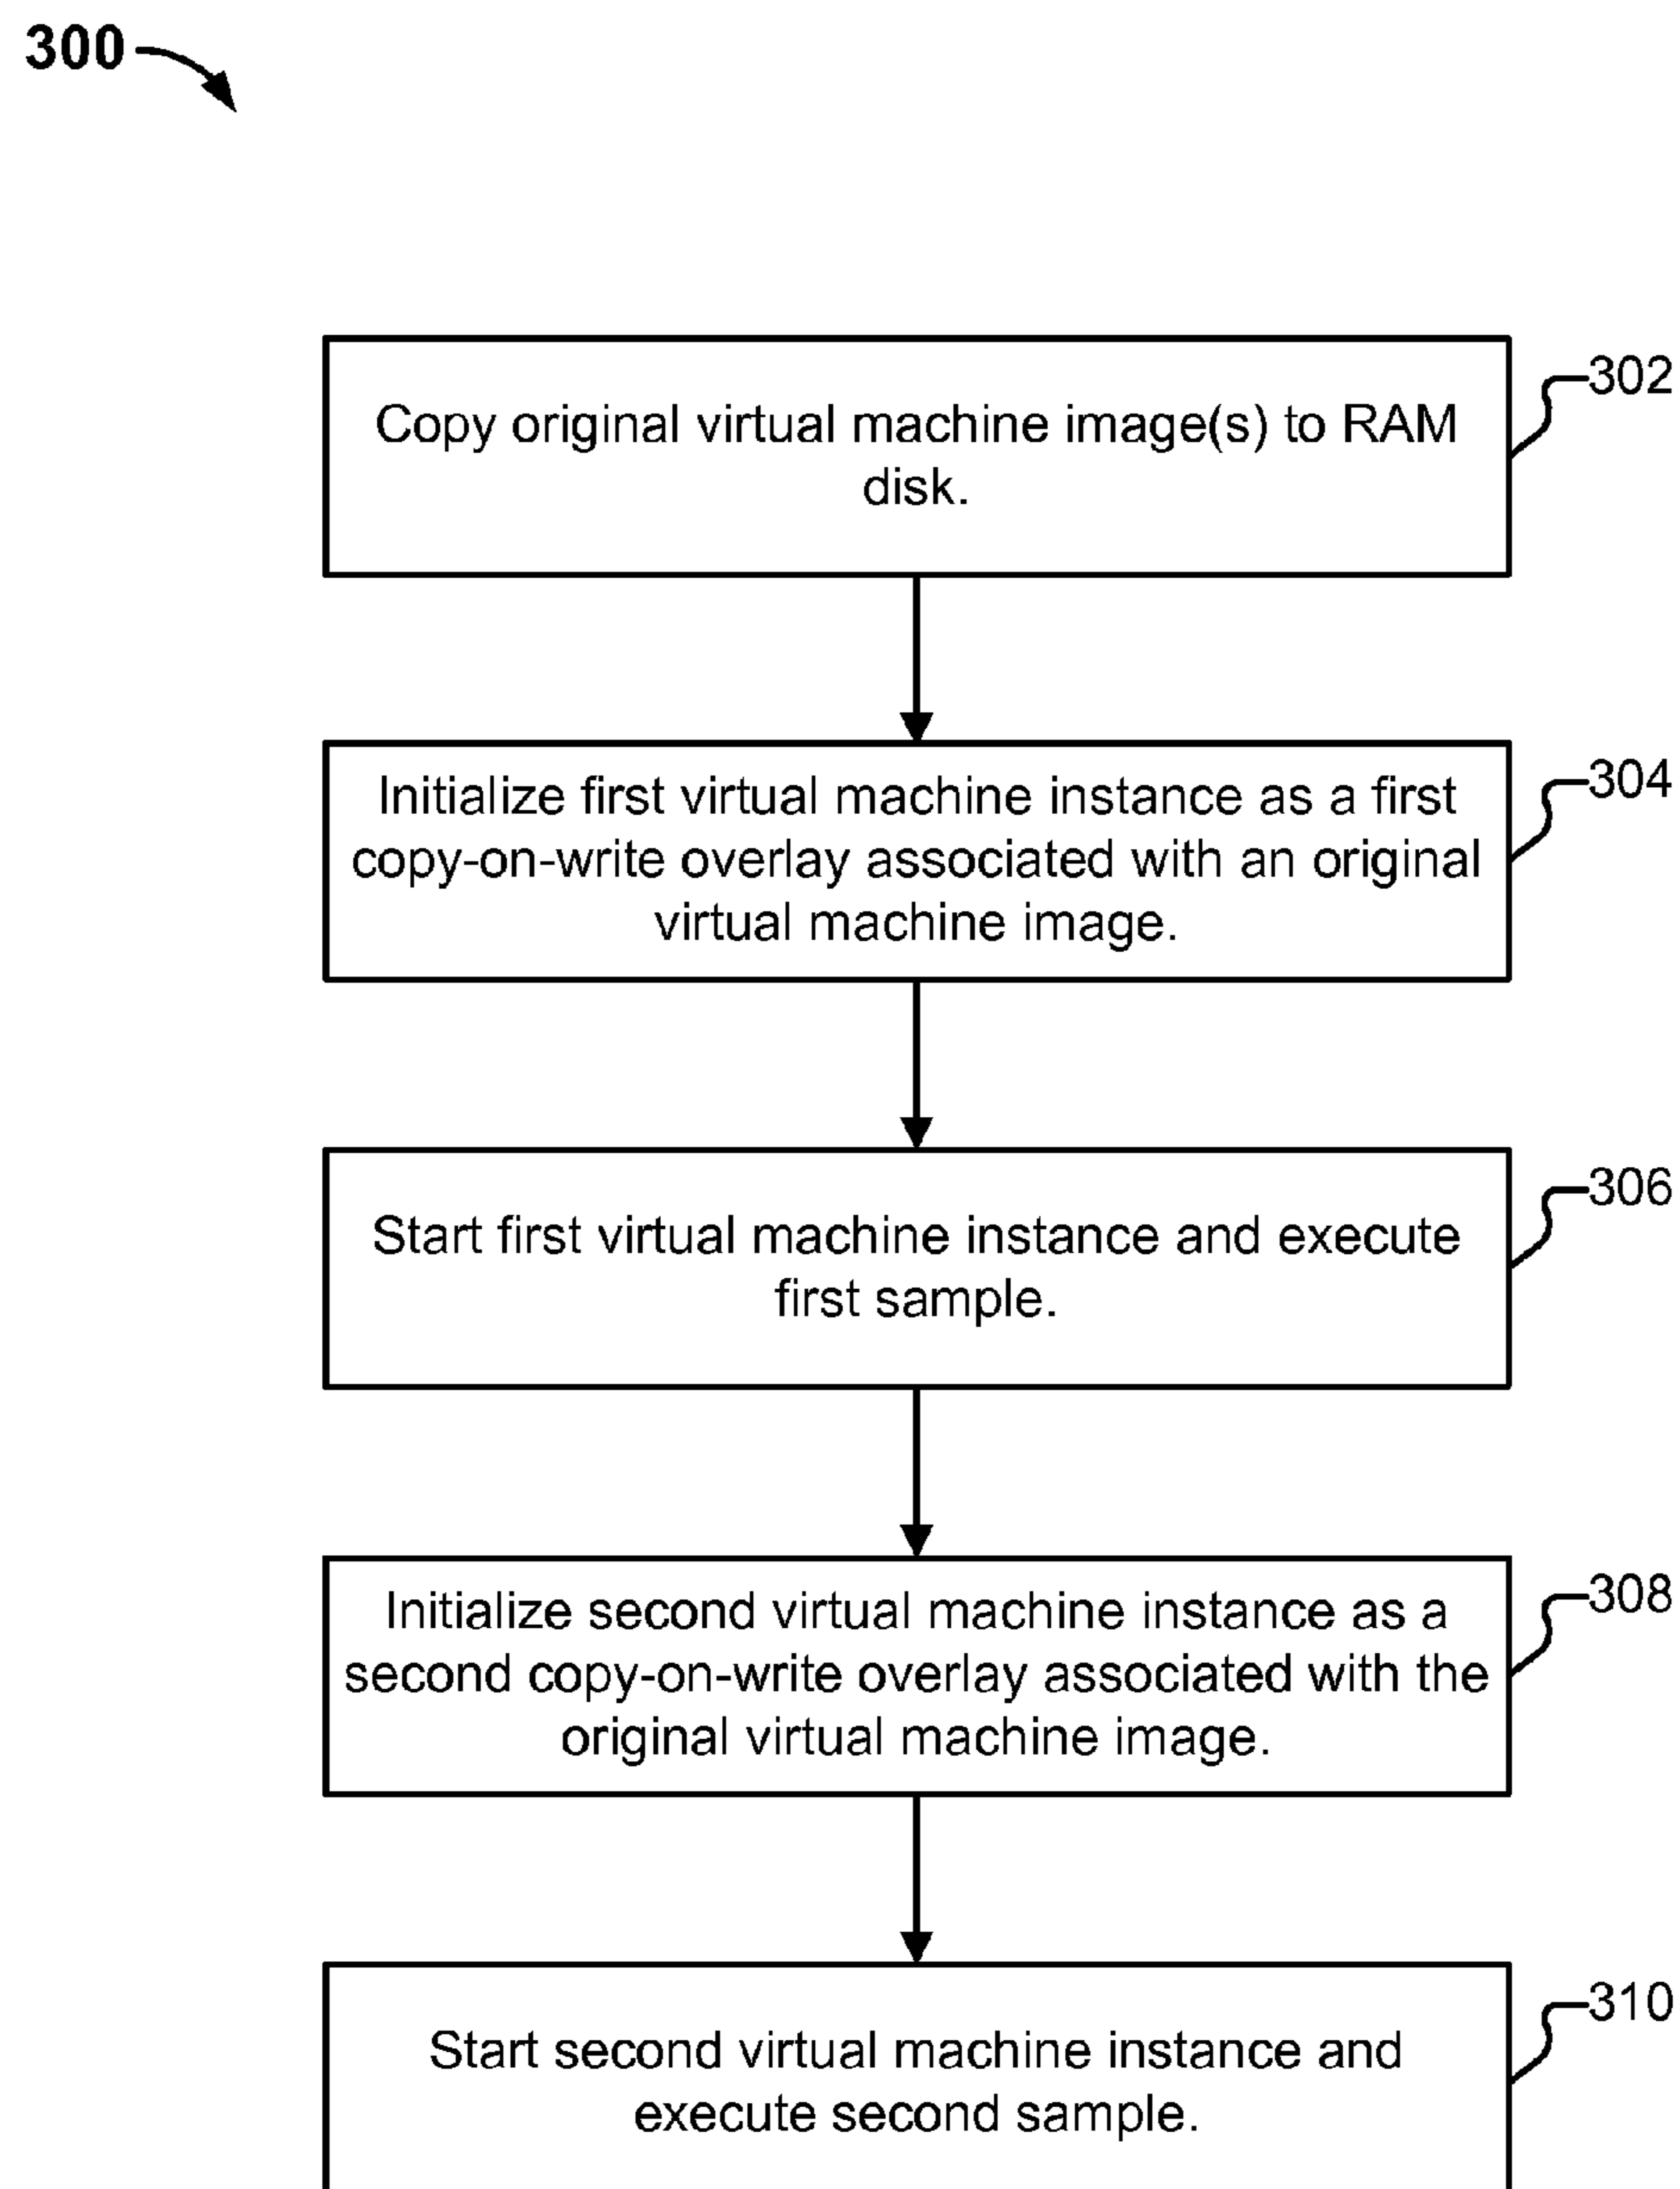 300
302
Copy original virtual machine image(s) to RAM
disk.
304
Initialize first virtual machine instance as a first
copy-on-write overlay associated with an original
virtual machine image.
306
Start first virtual machine instance and execute
first sample.
308
Initialize second virtual machine instance as a
second copy-on-write overlay associated with the
original virtual machine image.
310
Start second virtual machine instance and
execute second sample.